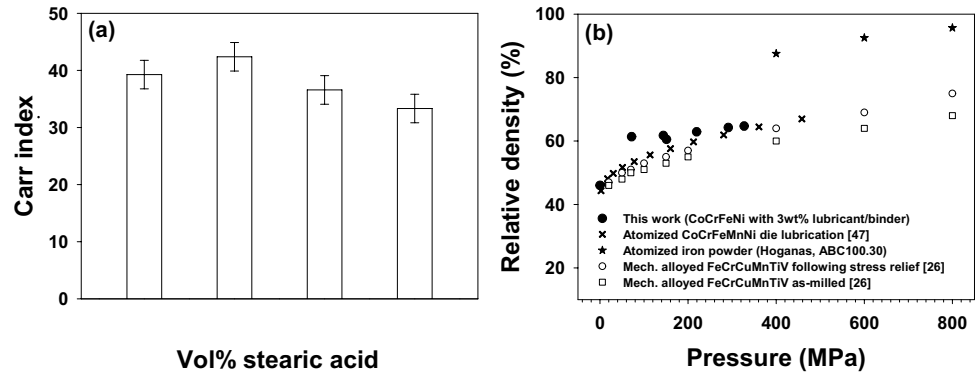 (a)
Carr index
50
40
30
20
10
0
Vol% stearic acid
(b)
Relative density (%)
100
80
60
40
20
This work (CoCrFeNi with 3wt% lubricant/binder)
Atomized CoCrFeMnNi die lubrication [47]
Atomized iron powder (Hoganas, ABC100.30)
Mech. alloyed FeCrCuMnTiV following stress relief [26]
Mech. alloyed FeCrCuMnTiV as-milled [26]
0 200 400 600 800
Pressure (MPa)